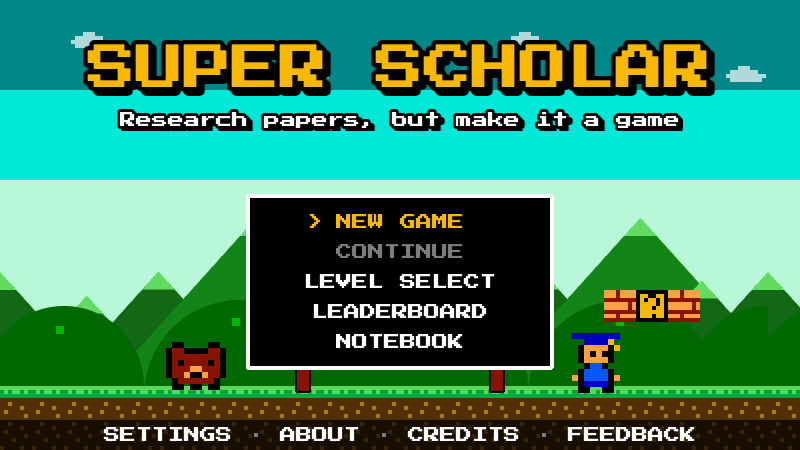 SUPER SCHOLAR
Research papers, but make it a game
> NEW GAME
CONTINUE
LEVEL SELECT
LEADERBOARD
NOTEBOOK
?
SETTINGS · ABOUT · CREDITS · FEEDBACK